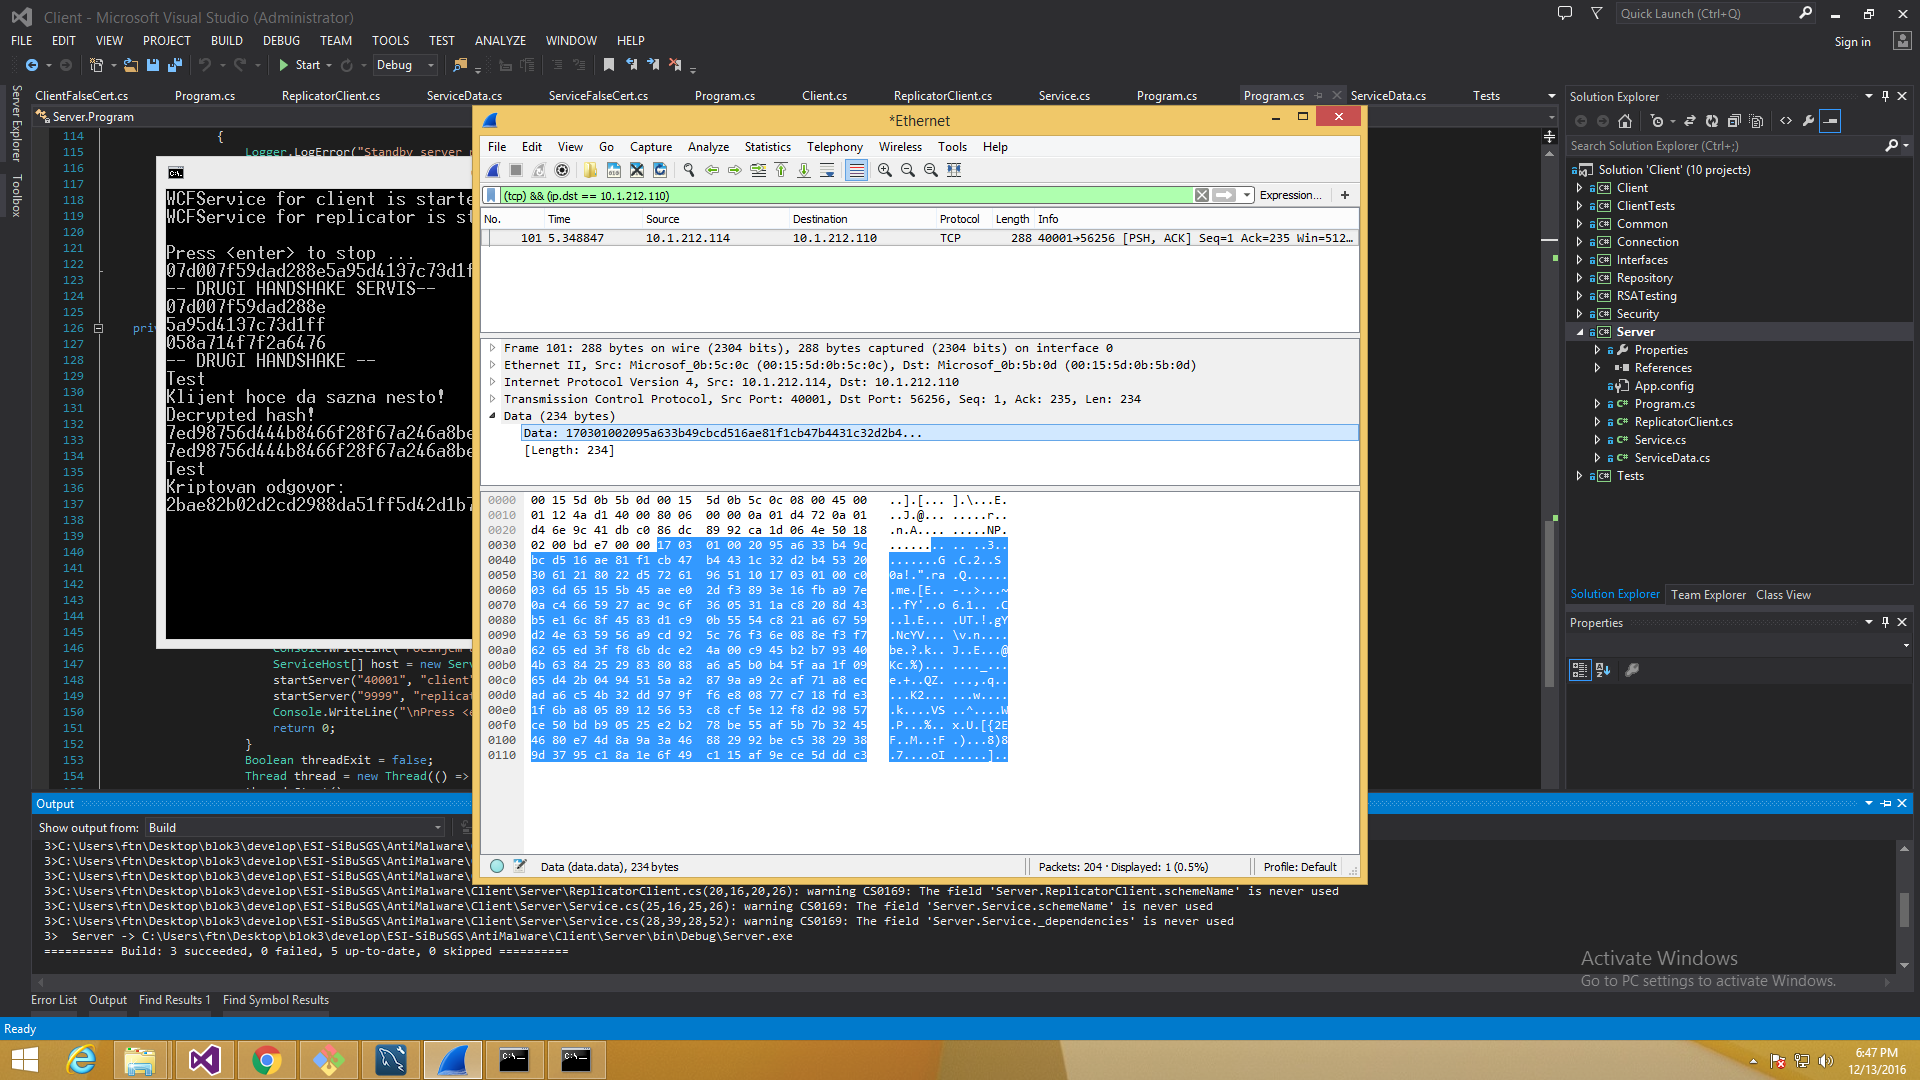 Client - Microsoft Visual Studio (Administrator)
Quick Launch (Ctrl+Q)
FILE EDIT VIEW PROJECT BUILD DEBUG TEAM TOOLS TEST ANALYZE WINDOW HELP
Sign in
Start
Debug
Server Explorer
Toolbox
ClientFalseCert.cs Program.cs ReplicatorClient.cs ServiceData.cs ServiceFalseCert.cs Program.cs Client.cs ReplicatorClient.cs Service.cs Program.cs Program.cs ServiceData.cs Tests
Server.Program
114 {
115 Logger.LogError("Standby server
116
117
118
119
120
121
122
123
124
125
126 priv
127
128
129
130
131
132
133
134
135
136
137
138
139
140
141
142
143
144
145
146
147 ServiceHost[] host = new Serv
148 startServer("40001", "client"
149 startServer("9999", "replicat
150 Console.WriteLine("\nPress <e
151 return 0;
152 }
153 Boolean threadExit = false;
154 Thread thread = new Thread(() =>
WCFService for client is starte
WCFService for replicator is st
Press <enter> to stop ...
07d007f59dad288e5a95d4137c73d1f
-- DRUGI HANDSHAKE SERVIS--
07d007f59dad288e
5a95d4137c73d1ff
058a714f7f2a6476
-- DRUGI HANDSHAKE --
Test
Klijent hoce da sazna nesto!
Decrypted hash!
7ed98756d444b8466f28f67a246a8be
7ed98756d444b8466f28f67a246a8be
Test
Kriptovan odgovor:
2bae82b02d2cd2988da51ff5d42d1b7
*Ethernet
File Edit View Go Capture Analyze Statistics Telephony Wireless Tools Help
(tcp) && (ip.dst == 10.1.212.110)
Expression... +
No. Time Source Destination Protocol Length Info
101 5.348847 10.1.212.114 10.1.212.110 TCP 288 40001→56256 [PSH, ACK] Seq=1 Ack=235 Win=512…
Frame 101: 288 bytes on wire (2304 bits), 288 bytes captured (2304 bits) on interface 0
Ethernet II, Src: Microsof_0b:5c:0c (00:15:5d:0b:5c:0c), Dst: Microsof_0b:5b:0d (00:15:5d:0b:5b:0d)
Internet Protocol Version 4, Src: 10.1.212.114, Dst: 10.1.212.110
Transmission Control Protocol, Src Port: 40001, Dst Port: 56256, Seq: 1, Ack: 235, Len: 234
Data (234 bytes)
Data: 170301002095a633b49cbcd516ae81f1cb47b4431c32d2b4...
[Length: 234]
0000 00 15 5d 0b 5b 0d 00 15 5d 0b 5c 0c 08 00 45 00 ..].[... ].\...E.
0010 01 12 4a d1 40 00 80 06 00 00 0a 01 d4 72 0a 01 ..J.@... .....r..
0020 d4 6e 9c 41 db c0 86 dc 89 92 ca 1d 06 4e 50 18 .n.A.... .....NP.
0030 02 00 bd e7 00 00 17 03 01 00 20 95 a6 33 b4 9c ........ .. ..3..
0040 bc d5 16 ae 81 f1 cb 47 b4 43 1c 32 d2 b4 53 20 .......G .C.2..S
0050 30 61 21 80 22 d5 72 61 96 51 10 17 03 01 00 c0 0a!.".ra .Q......
0060 03 6d 65 15 5b 45 ae e0 2d f3 89 3e 16 fb a9 7e .me.[E.. -..>...~
0070 0a c4 66 59 27 ac 9c 6f 36 05 31 1a c8 20 8d 43 ..fY'..o 6.1.. .C
0080 b5 e1 6c 8f 45 83 d1 c9 0b 55 54 c8 21 a6 67 59 ..l.E... .UT.!.gY
0090 d2 4e 63 59 56 a9 cd 92 5c 76 f3 6e 08 8e f3 f7 .NcYV... \v.n....
00a0 62 65 ed 3f f8 6b dc e2 4a 00 c9 45 b2 b7 93 40 be.?.k.. J..E...@
00b0 4b 63 84 25 29 83 80 88 a6 a5 b0 b4 5f aa 1f 09 Kc.%)... ...._...
00c0 65 d4 2b 04 94 51 5a a2 87 9a a9 2c af 71 a8 ec e.+..QZ. ...,.q..
00d0 ad a6 c5 4b 32 dd 97 9f f6 e8 08 77 c7 18 fd e3 ...K2... ...w....
00e0 1f 6b a8 05 89 12 56 53 c8 cf 5e 12 f8 d2 98 57 .k....VS ..^....W
00f0 ce 50 bd b9 05 25 e2 b2 78 be 55 af 5b 7b 32 45 .P...%.. x.U.[{2E
0100 46 80 e7 4d 8a 9a 3a 46 88 29 92 be c5 38 29 38 F..M..:F .)...8)8
0110 9d 37 95 c1 8a 1e 6f 49 c1 15 af 9e ce 5d dd c3 .7....oI .....]..
Data (data.data), 234 bytes
Packets: 204 · Displayed: 1 (0.5%)
Profile: Default
Solution Explorer
Search Solution Explorer (Ctrl+;)
Solution 'Client' (10 projects)
Client
ClientTests
Common
Connection
Interfaces
Repository
RSATesting
Security
Server
Properties
References
App.config
Program.cs
ReplicatorClient.cs
Service.cs
ServiceData.cs
Tests
Solution Explorer Team Explorer Class View
Properties
Output
Show output from: Build
3>C:\Users\ftn\Desktop\blok3\develop\ESI-SiBuSGS\AntiMalware\
3>C:\Users\ftn\Desktop\blok3\develop\ESI-SiBuSGS\AntiMalware\
3>C:\Users\ftn\Desktop\blok3\develop\ESI-SiBuSGS\AntiMalware\
3>C:\Users\ftn\Desktop\blok3\develop\ESI-SiBuSGS\AntiMalware\Client\Server\ReplicatorClient.cs(20,16,20,26): warning CS0169: The field 'Server.ReplicatorClient.schemeName' is never used
3>C:\Users\ftn\Desktop\blok3\develop\ESI-SiBuSGS\AntiMalware\Client\Server\Service.cs(25,16,25,26): warning CS0169: The field 'Server.Service.schemeName' is never used
3>C:\Users\ftn\Desktop\blok3\develop\ESI-SiBuSGS\AntiMalware\Client\Server\Service.cs(28,39,28,52): warning CS0169: The field 'Server.Service._dependencies' is never used
3> Server -> C:\Users\ftn\Desktop\blok3\develop\ESI-SiBuSGS\AntiMalware\Client\Server\bin\Debug\Server.exe
========== Build: 3 succeeded, 0 failed, 5 up-to-date, 0 skipped ==========
Activate Windows
Go to PC settings to activate Windows.
Error List Output Find Results 1 Find Symbol Results
Ready
6:47 PM
12/13/2016